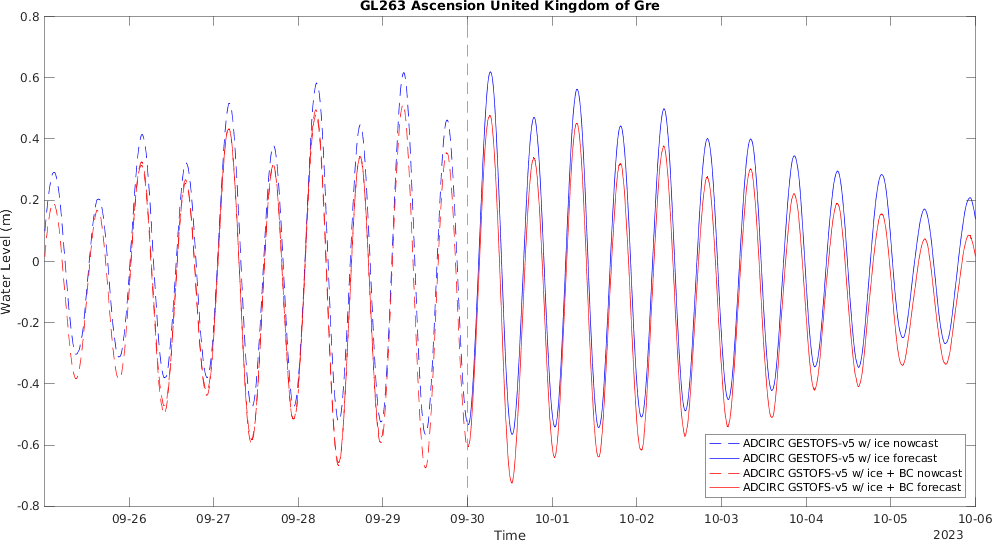 GL263 Ascension United Kingdom of Gre
0.8
0.6
0.4
0.2
0
-0.2
-0.4
-0.6
-0.8
Water Level (m)
ADCIRC GESTOFS-v5 w/ ice nowcast
ADCIRC GESTOFS-v5 w/ ice forecast
ADCIRC GSTOFS-v5 w/ ice + BC nowcast
ADCIRC GSTOFS-v5 w/ ice + BC forecast
09-26 09-27 09-28 09-29 09-30 10-01 10-02 10-03 10-04 10-05 10-06
Time
2023